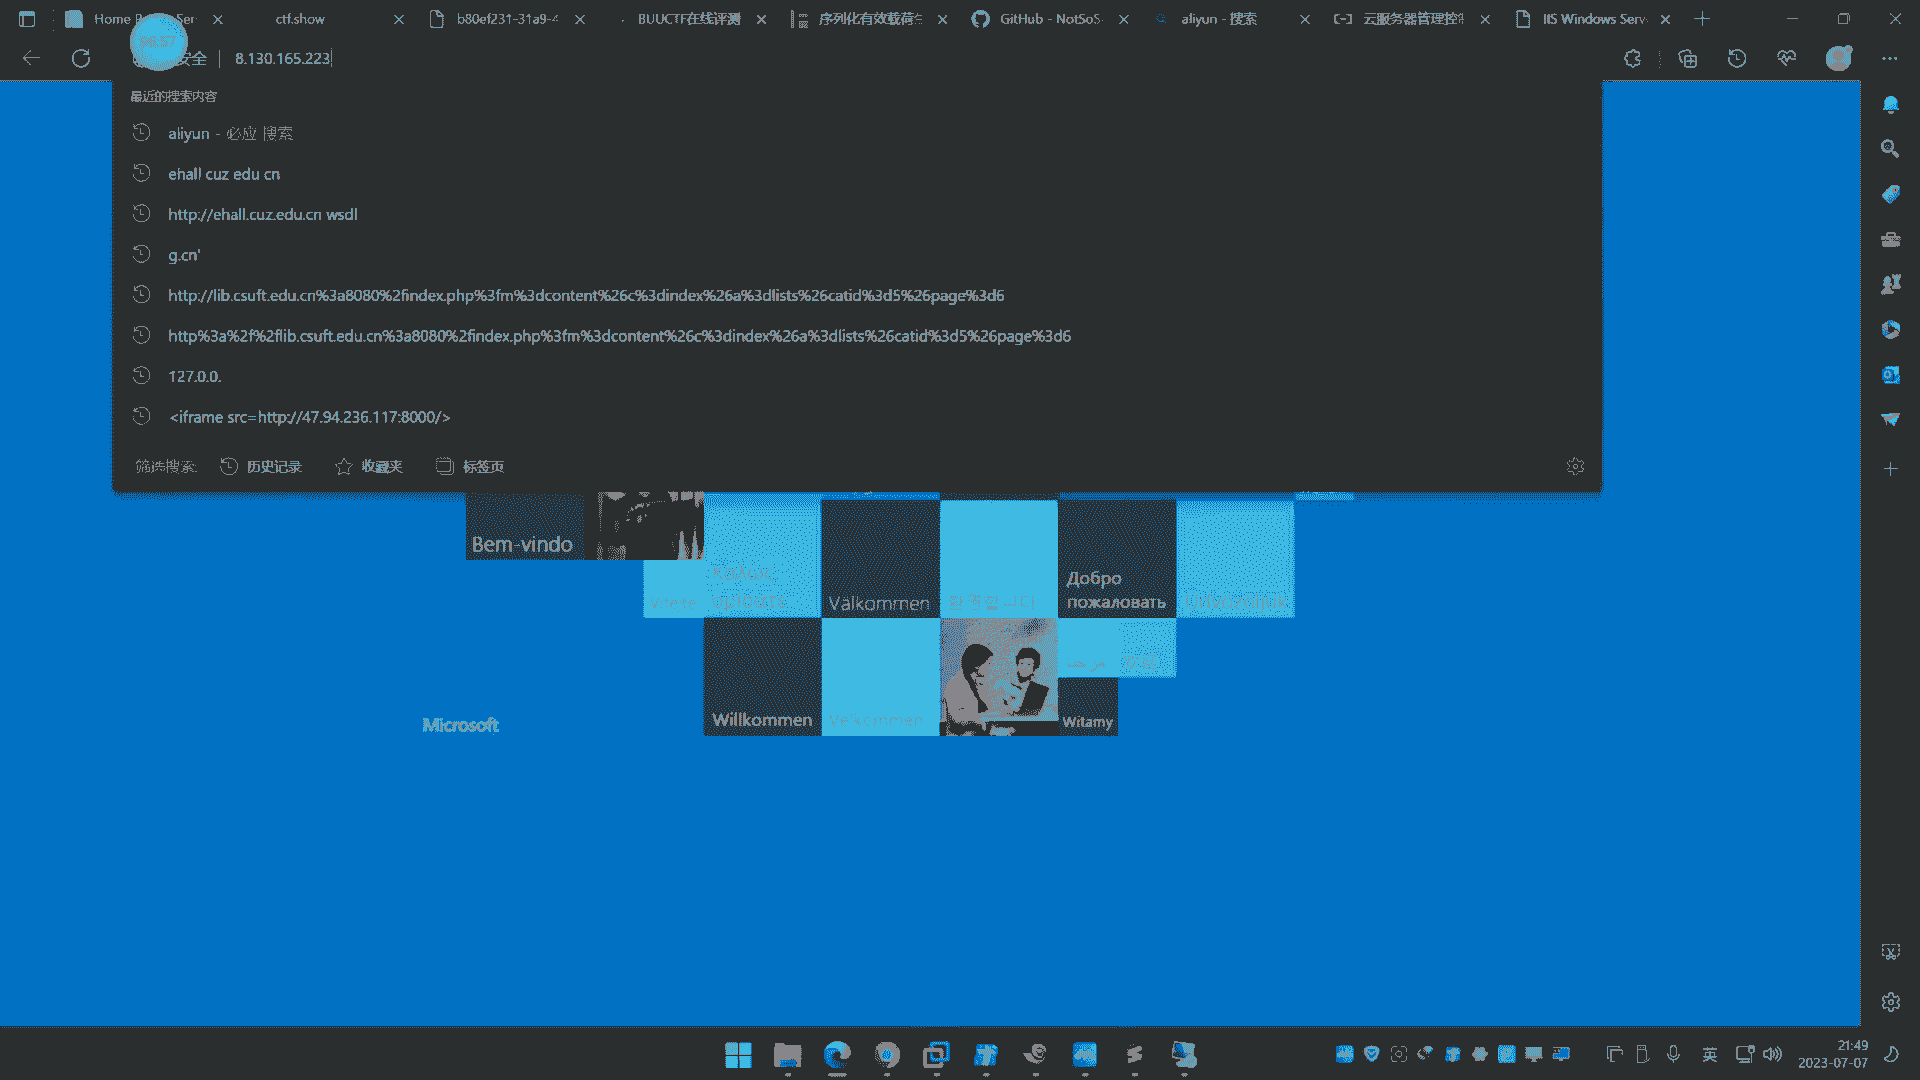 Home
Ser
ctf.show
b80ef231-31a9-4
BUUCTF在线评测
序列化有效载荷生
GitHub - NotSoS
aliyun - 搜索
云服务器管理控制
IIS Windows Serv
安全
8.130.165.223
最近的搜索内容
aliyun - 必应 搜索
ehall cuz edu cn
http://ehall.cuz.edu.cn wsdl
g.cn'
http://lib.csuft.edu.cn%3a8080%2findex.php%3fm%3dcontent%26c%3dindex%26a%3dlists%26catid%3d5%26page%3d6
http%3a%2f%2flib.csuft.edu.cn%3a8080%2findex.php%3fm%3dcontent%26c%3dindex%26a%3dlists%26catid%3d5%26page%3d6
127.0.0.
<iframe src=http://47.94.236.117:8000/>
筛选搜索:
历史记录
收藏夹
标签页
Bem-vindo
Välkommen
Добро
пожаловать
Willkommen
Witamy
Microsoft
英
21:49
2023-07-07